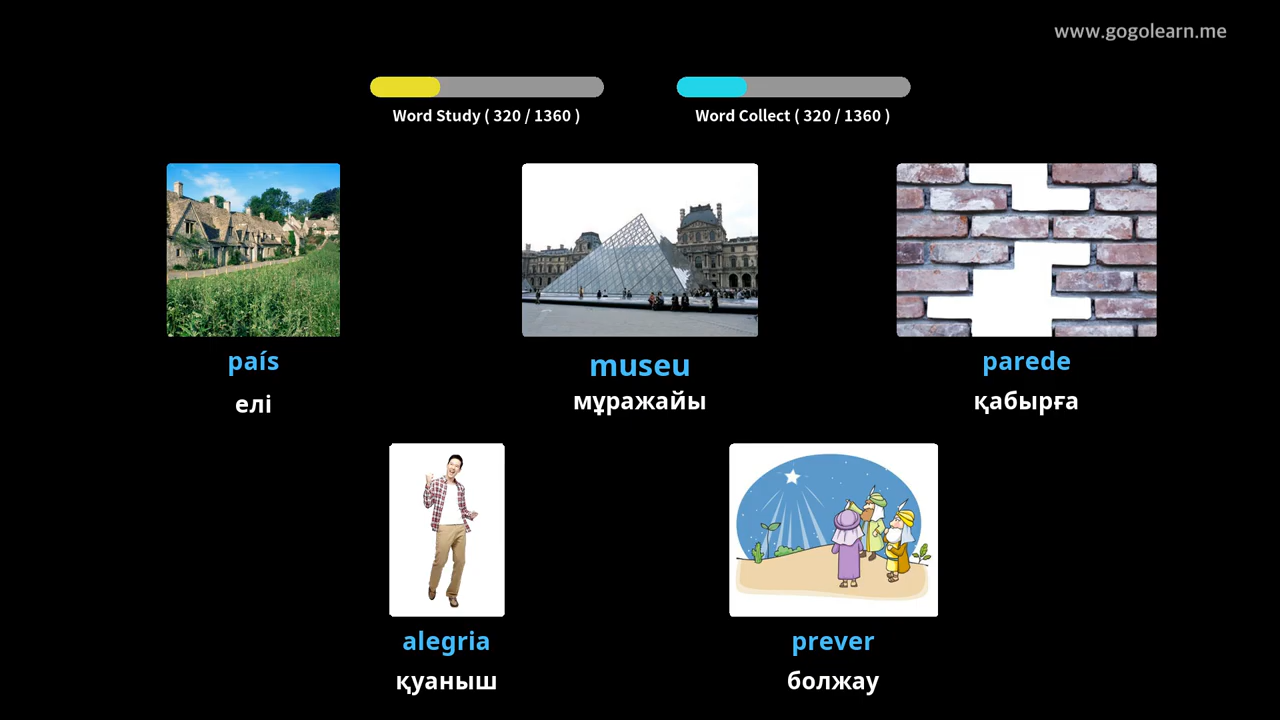 www.gogolearn.me
Word Study ( 320 / 1360 )
Word Collect ( 320 / 1360 )
país
елі
museu
мұражайы
parede
қабырға
alegria
қуаныш
prever
болжау